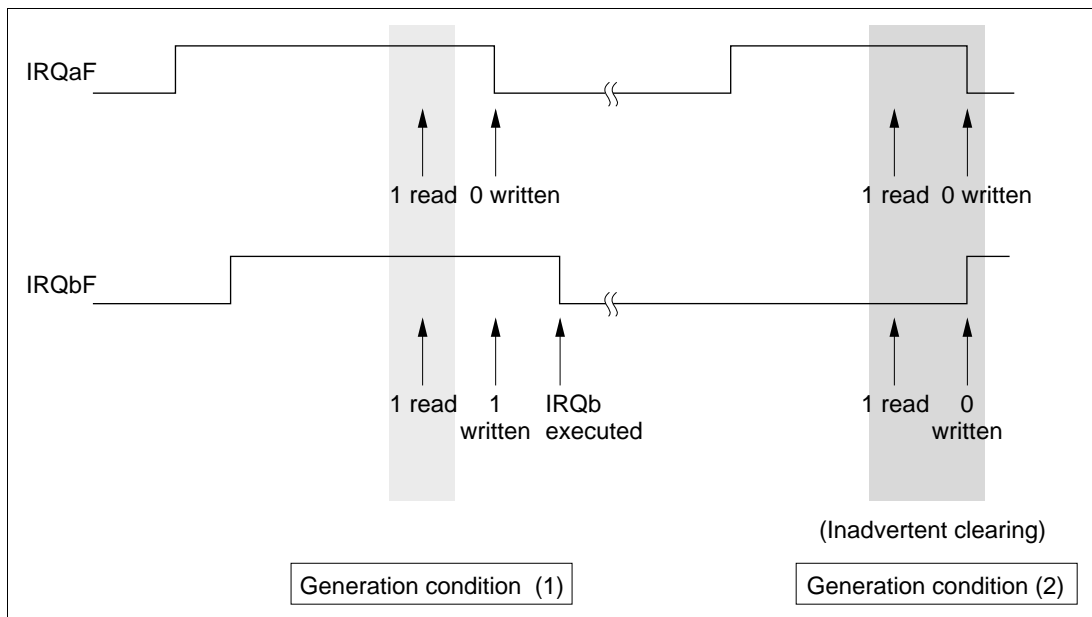 IRQaF
1 read 0 written
1 read 0 written
IRQbF
1 read
1
written
IRQb
executed
1 read
0
written
(Inadvertent clearing)
Generation condition (1)
Generation condition (2)